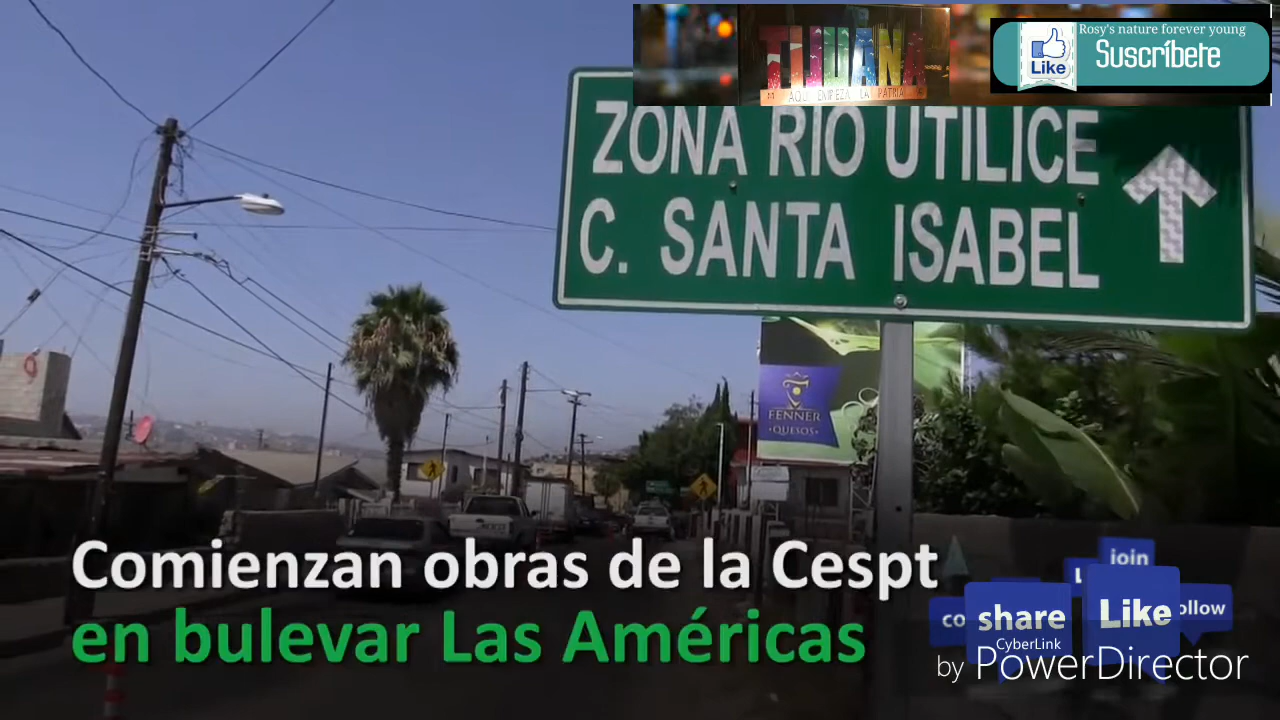 TIJUANA
AQUI EMPIEZA LA PATRIA
Rosy's nature forever young
Suscríbete
Like
ZONA RIO UTILICE
C. SANTA ISABEL
FENNER
•QUESOS•
Comienzan obras de la Cespt
en bulevar Las Américas
join
L
co
share
Like
ollow
CyberLink
by PowerDirector